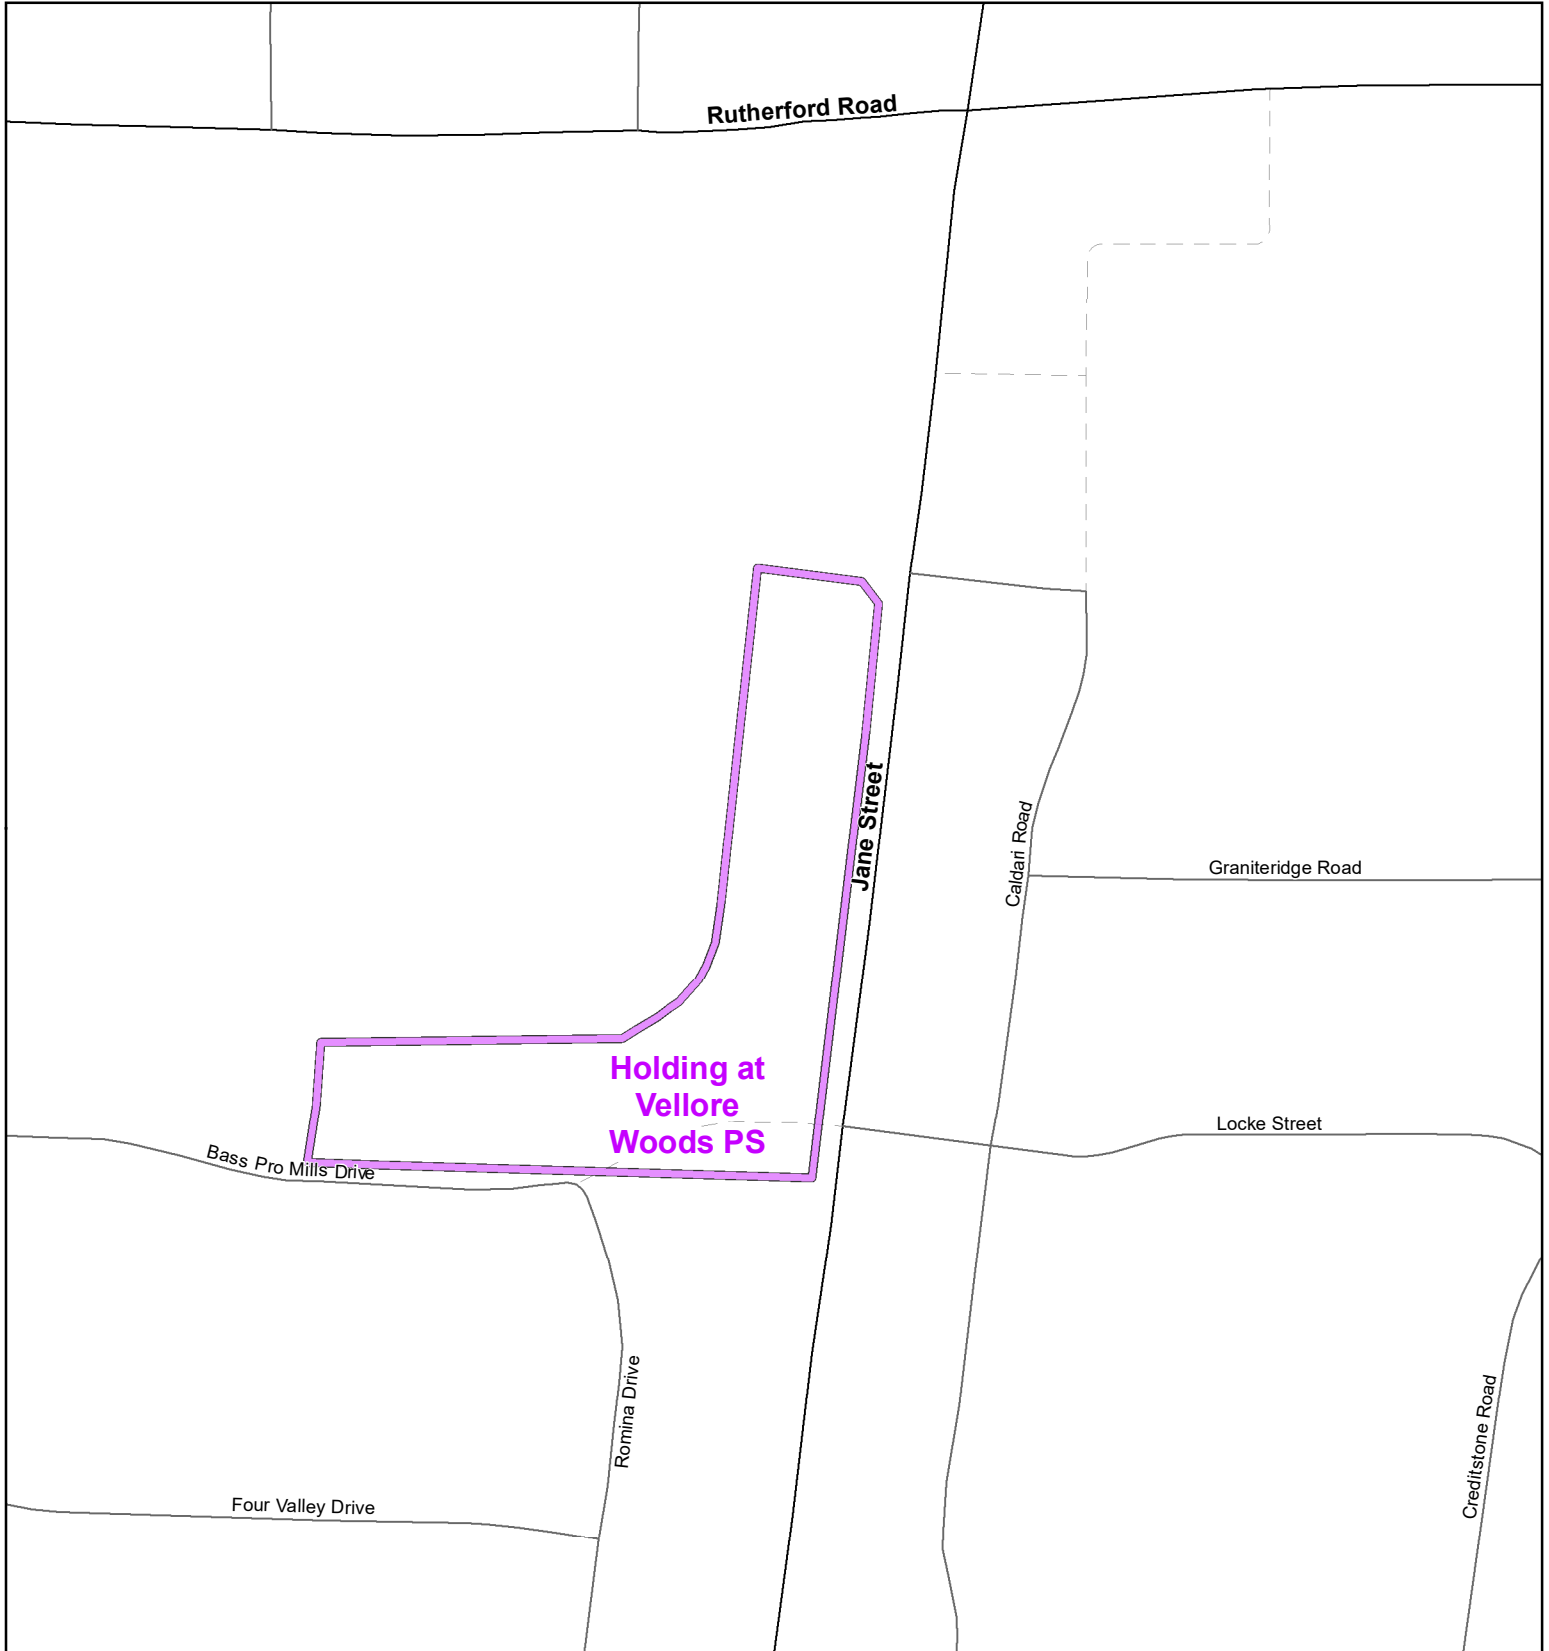 Rutherford Road
Jane Street
Caldari Road
Graniteridge Road
Holding at
Vellore
Woods PS
Locke Street
Bass Pro Mills Drive
Romina Drive
Creditstone Road
Four Valley Drive